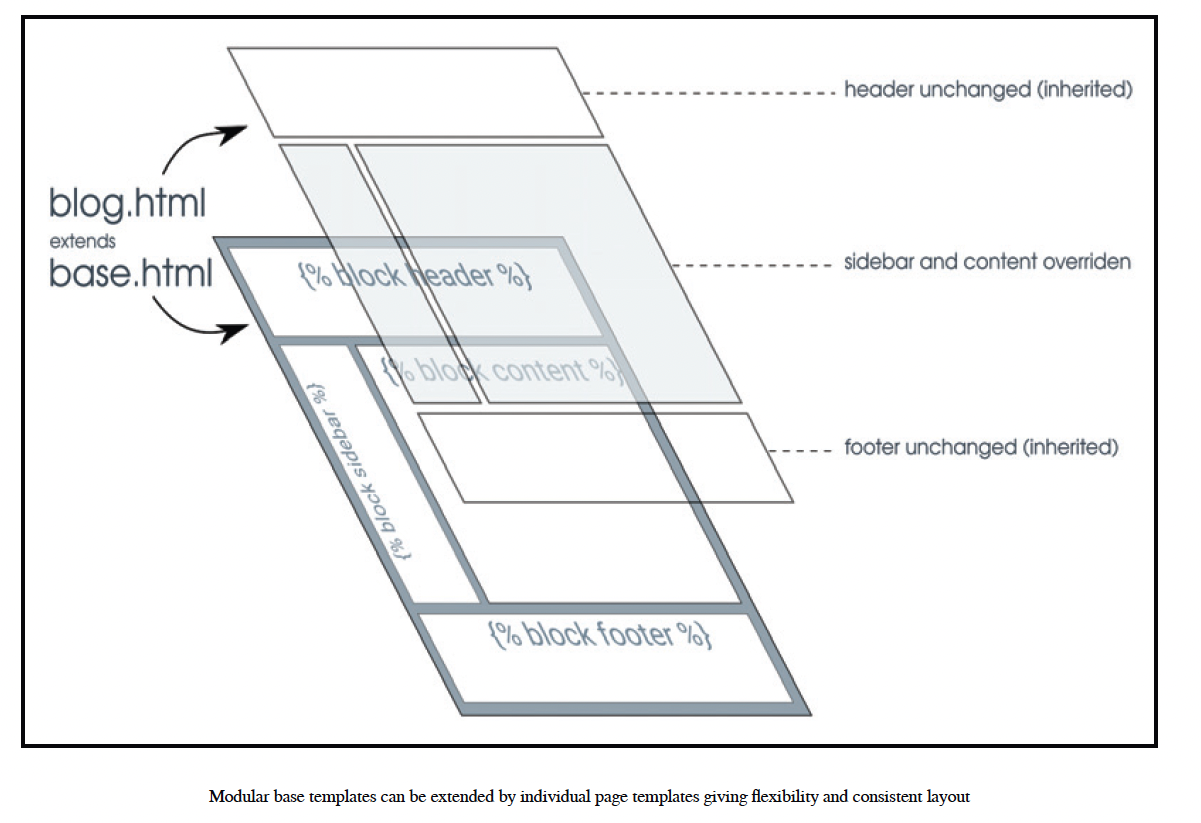 header unchanged (inherited)
blog.html
extends
base.html
sidebar and content overriden
{% block header %}
{% block content %}
{% block sidebar %}
footer unchanged (inherited)
{% block footer %}
Modular base templates can be extended by individual page templates giving flexibility and consistent layout